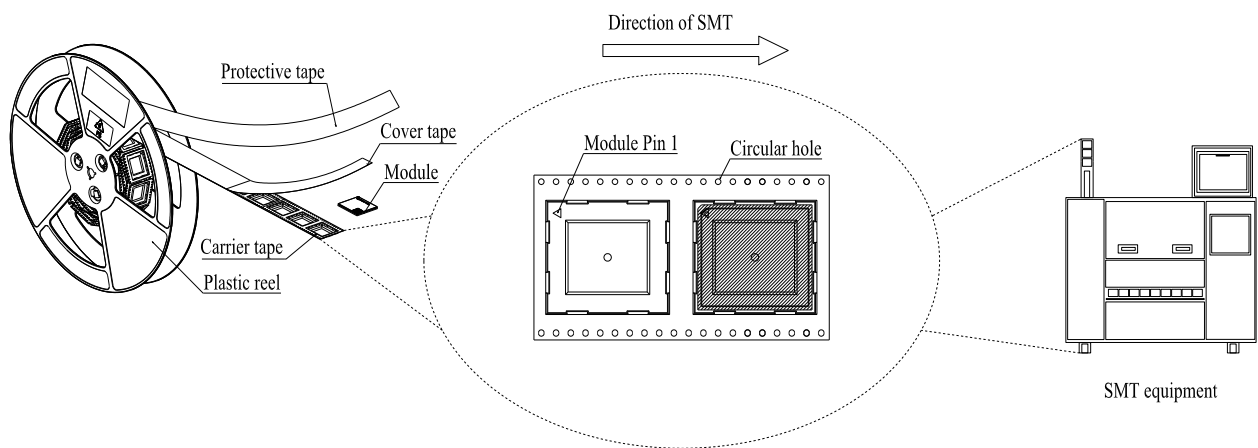 Direction of SMT
Protective tape
Cover tape
Module
Carrier tape
Plastic reel
Module Pin 1
Circular hole
SMT equipment